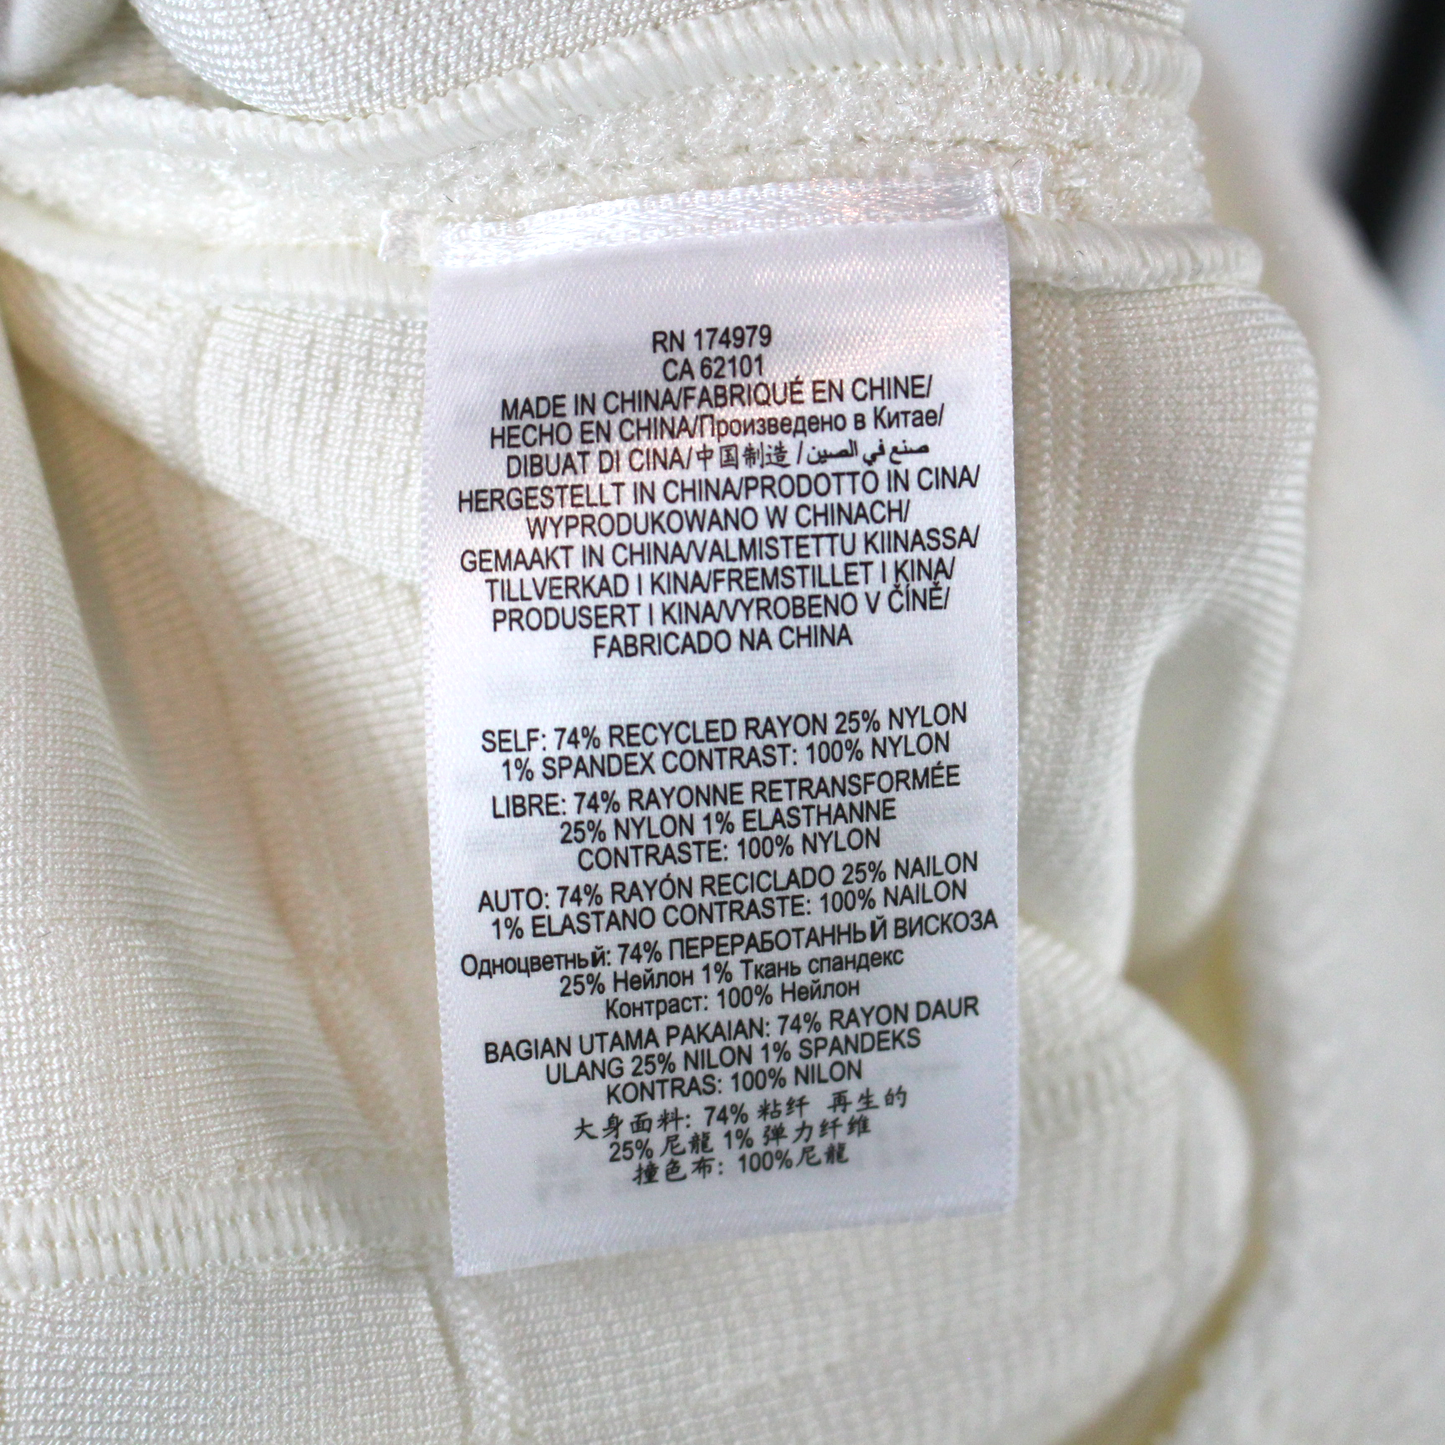 RN 174979
CA 62101
MADE IN CHINA/FABRIQUÉ EN CHINE/
HECHO EN CHINA/Произведено в Китае/
DIBUAT DI CINA/中国制造 /صنع في الصين
HERGESTELLT IN CHINA/PRODOTTO IN CINA/
WYPRODUKOWANO W CHINACH/
GEMAAKT IN CHINA/VALMISTETTU KIINASSA/
TILLVERKAD I KINA/FREMSTILLET I KINA/
PRODUSERT I KINA/VYROBENO V ČÍNĚ/
FABRICADO NA CHINA
SELF: 74% RECYCLED RAYON 25% NYLON
1% SPANDEX CONTRAST: 100% NYLON
LIBRE: 74% RAYONNE RETRANSFORMÉE
25% NYLON 1% ELASTHANNE
CONTRASTE: 100% NYLON
AUTO: 74% RAYÓN RECICLADO 25% NAILON
1% ELASTANO CONTRASTE: 100% NAILON
Одноцветный: 74% ПЕРЕРАБОТАННЫЙ ВИСКОЗА
25% Нейлон 1% Ткань спандекс
Контраст: 100% Нейлон
BAGIAN UTAMA PAKAIAN: 74% RAYON DAUR
ULANG 25% NILON 1% SPANDEKS
KONTRAS: 100% NILON
大身面料: 74% 粘纤 再生的
25% 尼龍 1% 弹力纤维
撞色布: 100%尼龍